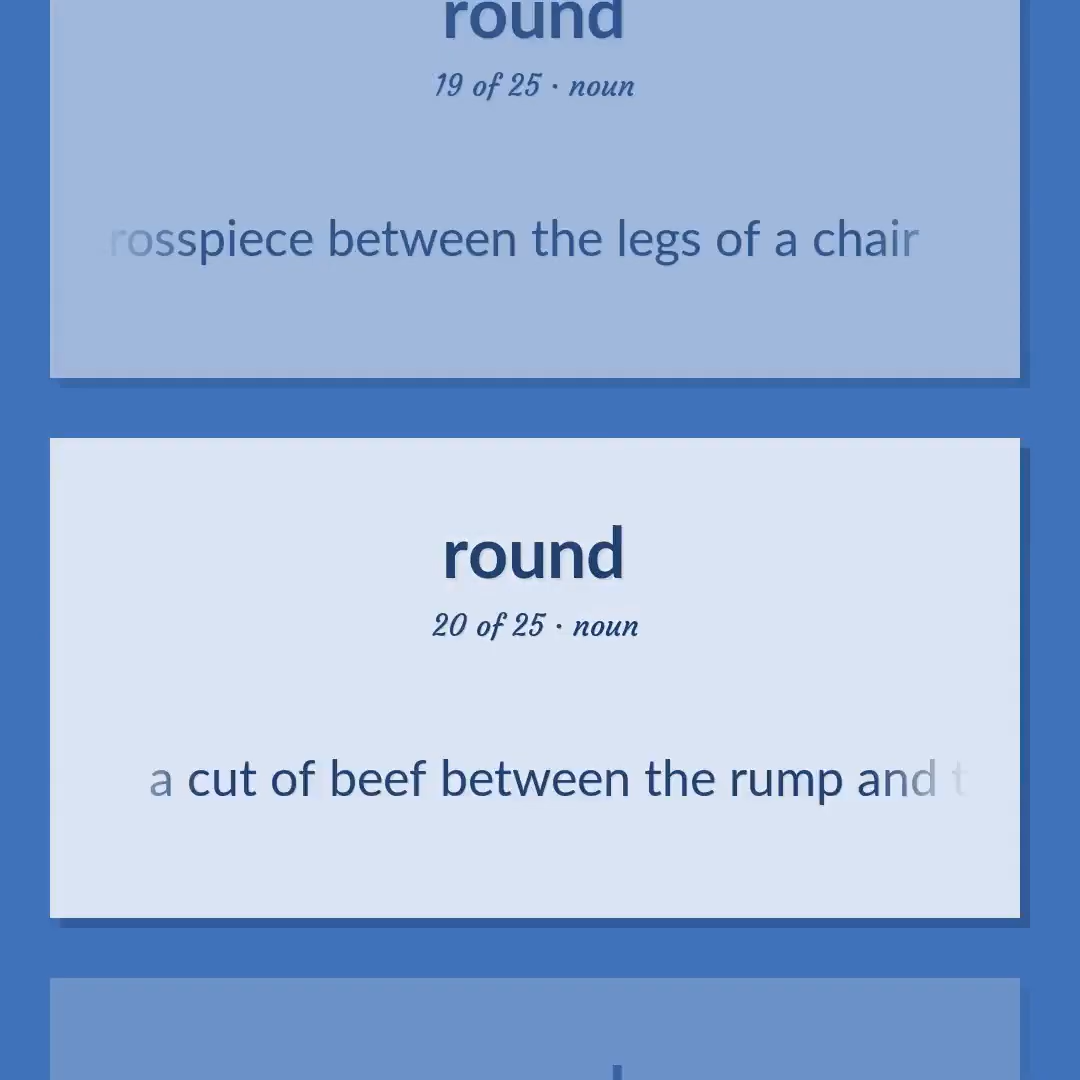 round
19 of 25 · noun
rosspiece between the legs of a chair
round
20 of 25 · noun
a cut of beef between the rump and t